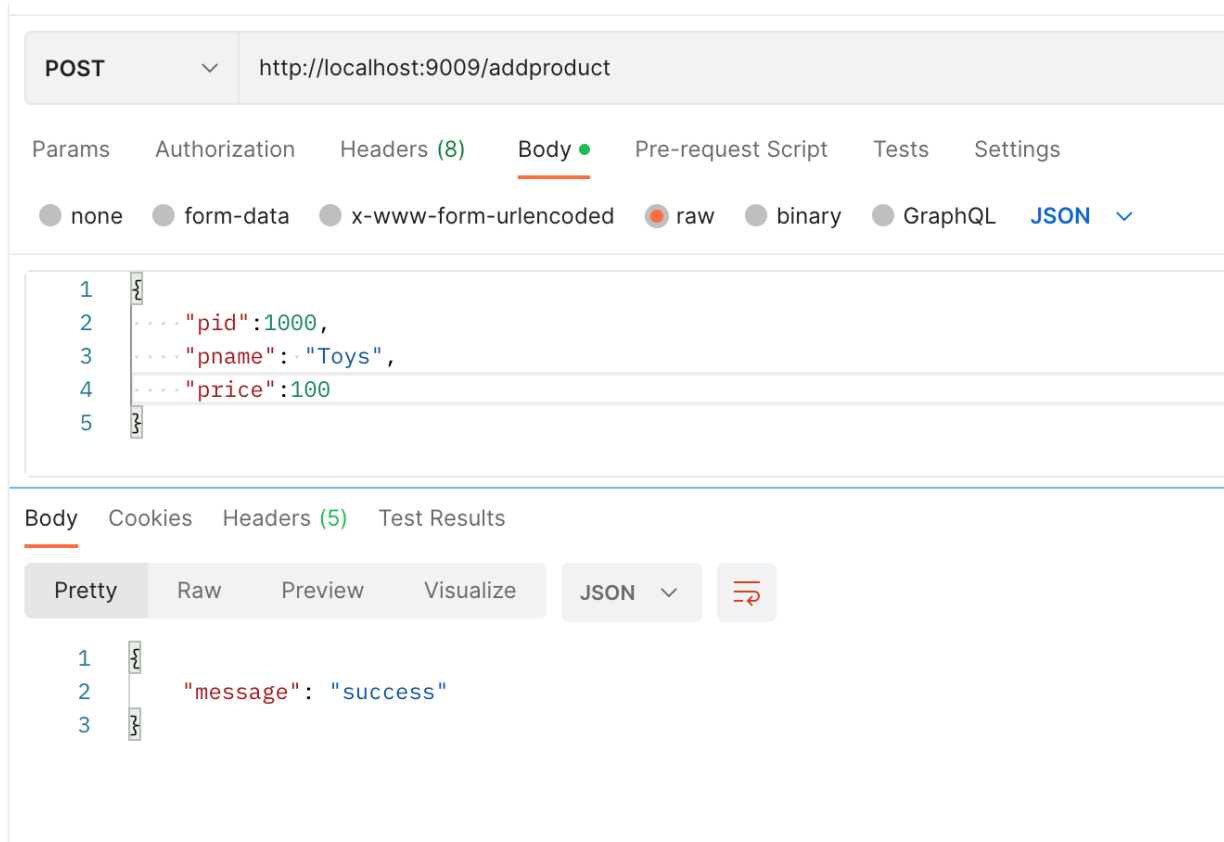 POST http://localhost:9009/addproduct
Params Authorization Headers (8) Body Pre-request Script Tests Settings
none form-data x-www-form-urlencoded raw binary GraphQL JSON
1 {
2 "pid":1000,
3 "pname": "Toys",
4 "price":100
5 }
Body Cookies Headers (5) Test Results
Pretty Raw Preview Visualize JSON
1 {
2 "message": "success"
3 }